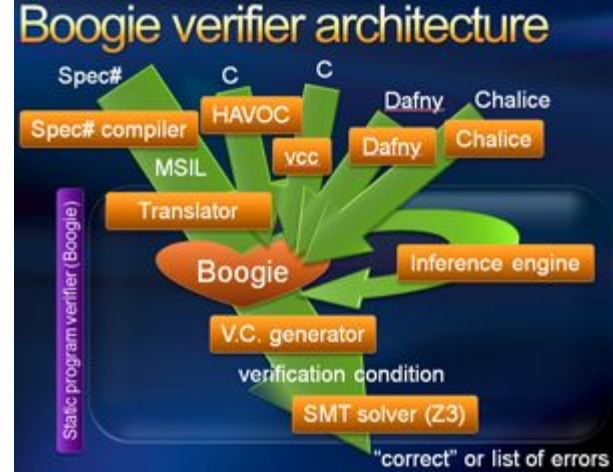 Boogie verifier architecture
Spec#
C
C
Dafny
Chalice
Spec# compiler
HAVOC
vcc
Dafny
Chalice
MSIL
Translator
Boogie
Inference engine
Static program verifier (Boogie)
V.C. generator
verification condition
SMT solver (Z3)
"correct" or list of errors